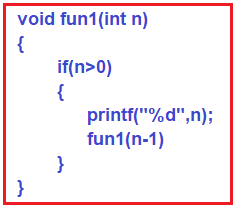 void fun1(int n)
{
if(n>0)
{
printf("%d",n);
fun1(n-1)
}
}